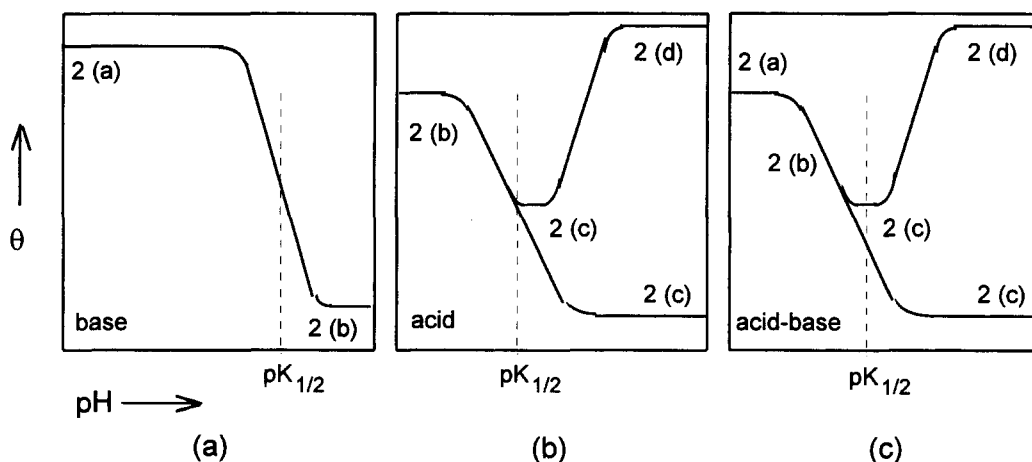 2 (a)
2 (b)
base
2 (b)
2 (c)
2 (d)
2 (c)
acid
2 (a)
2 (b)
2 (c)
2 (d)
2 (c)
acid-base
θ
pH
pK1/2
pK1/2
pK1/2
(a)
(b)
(c)